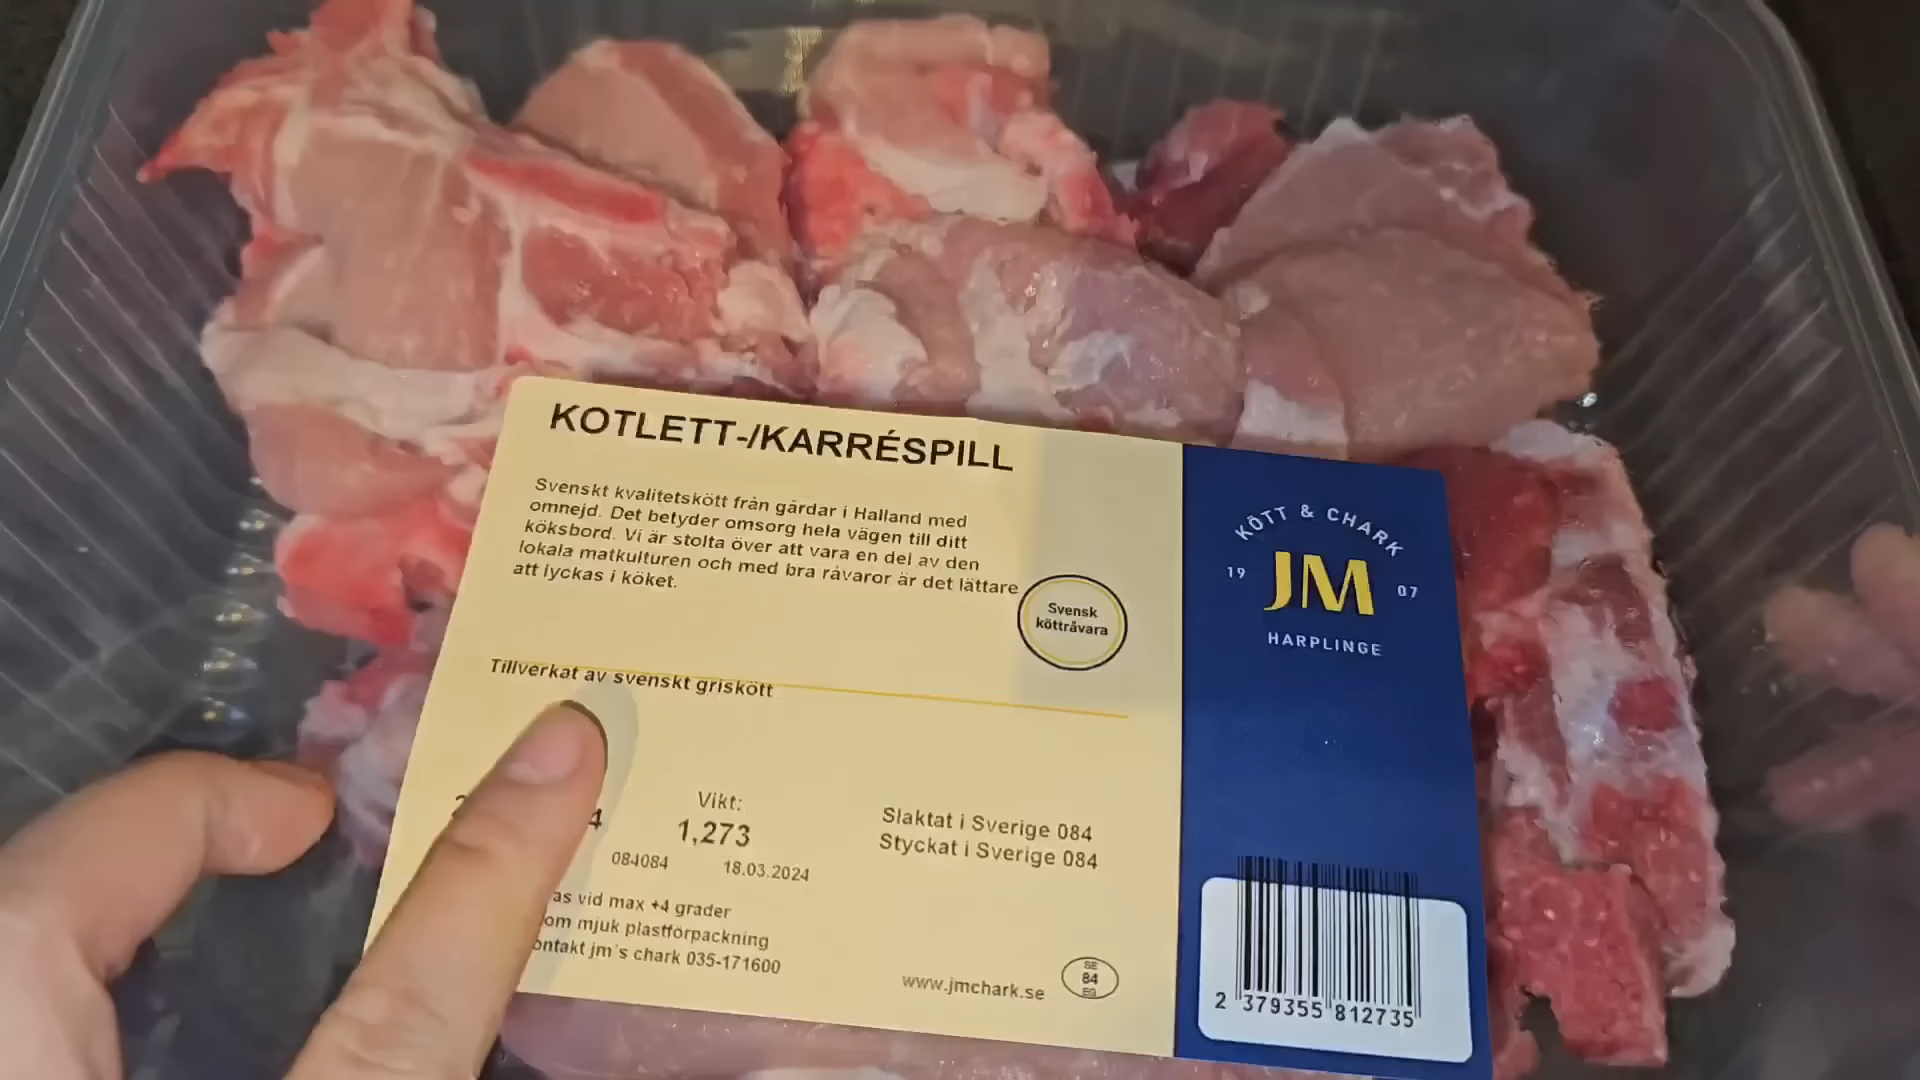 KOTLETT-/KARRÉSPILL
Svenskt kvalitetskött från gårdar i Halland med
omnejd. Det betyder omsorg hela vägen till ditt
köksbord. Vi är stolta över att vara en del av den
lokala matkulturen och med bra råvaror är det lättare
att lyckas i köket.
Svensk
köttråvara
Tillverkat av svenskt griskött
Vikt:
1,273
084084 18.03.2024
Slaktat i Sverige 084
Styckat i Sverige 084
vid max +4 grader
mjuk plastförpackning
jm´s chark 035-171600
www.jmchark.se
SE
84
EG
KÖTT & CHARK
19 JM 07
HARPLINGE
2 379355 812735